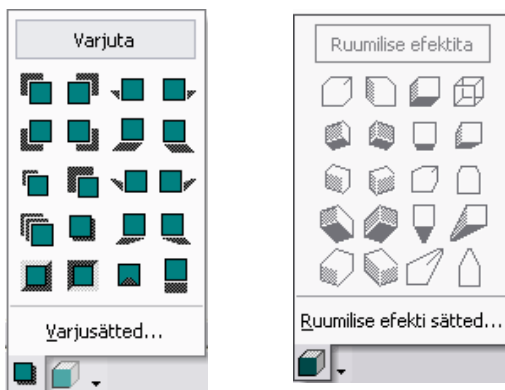 Varjuta
Varjusätted...
Ruumilise efektita
Ruumilise efekti sätted...